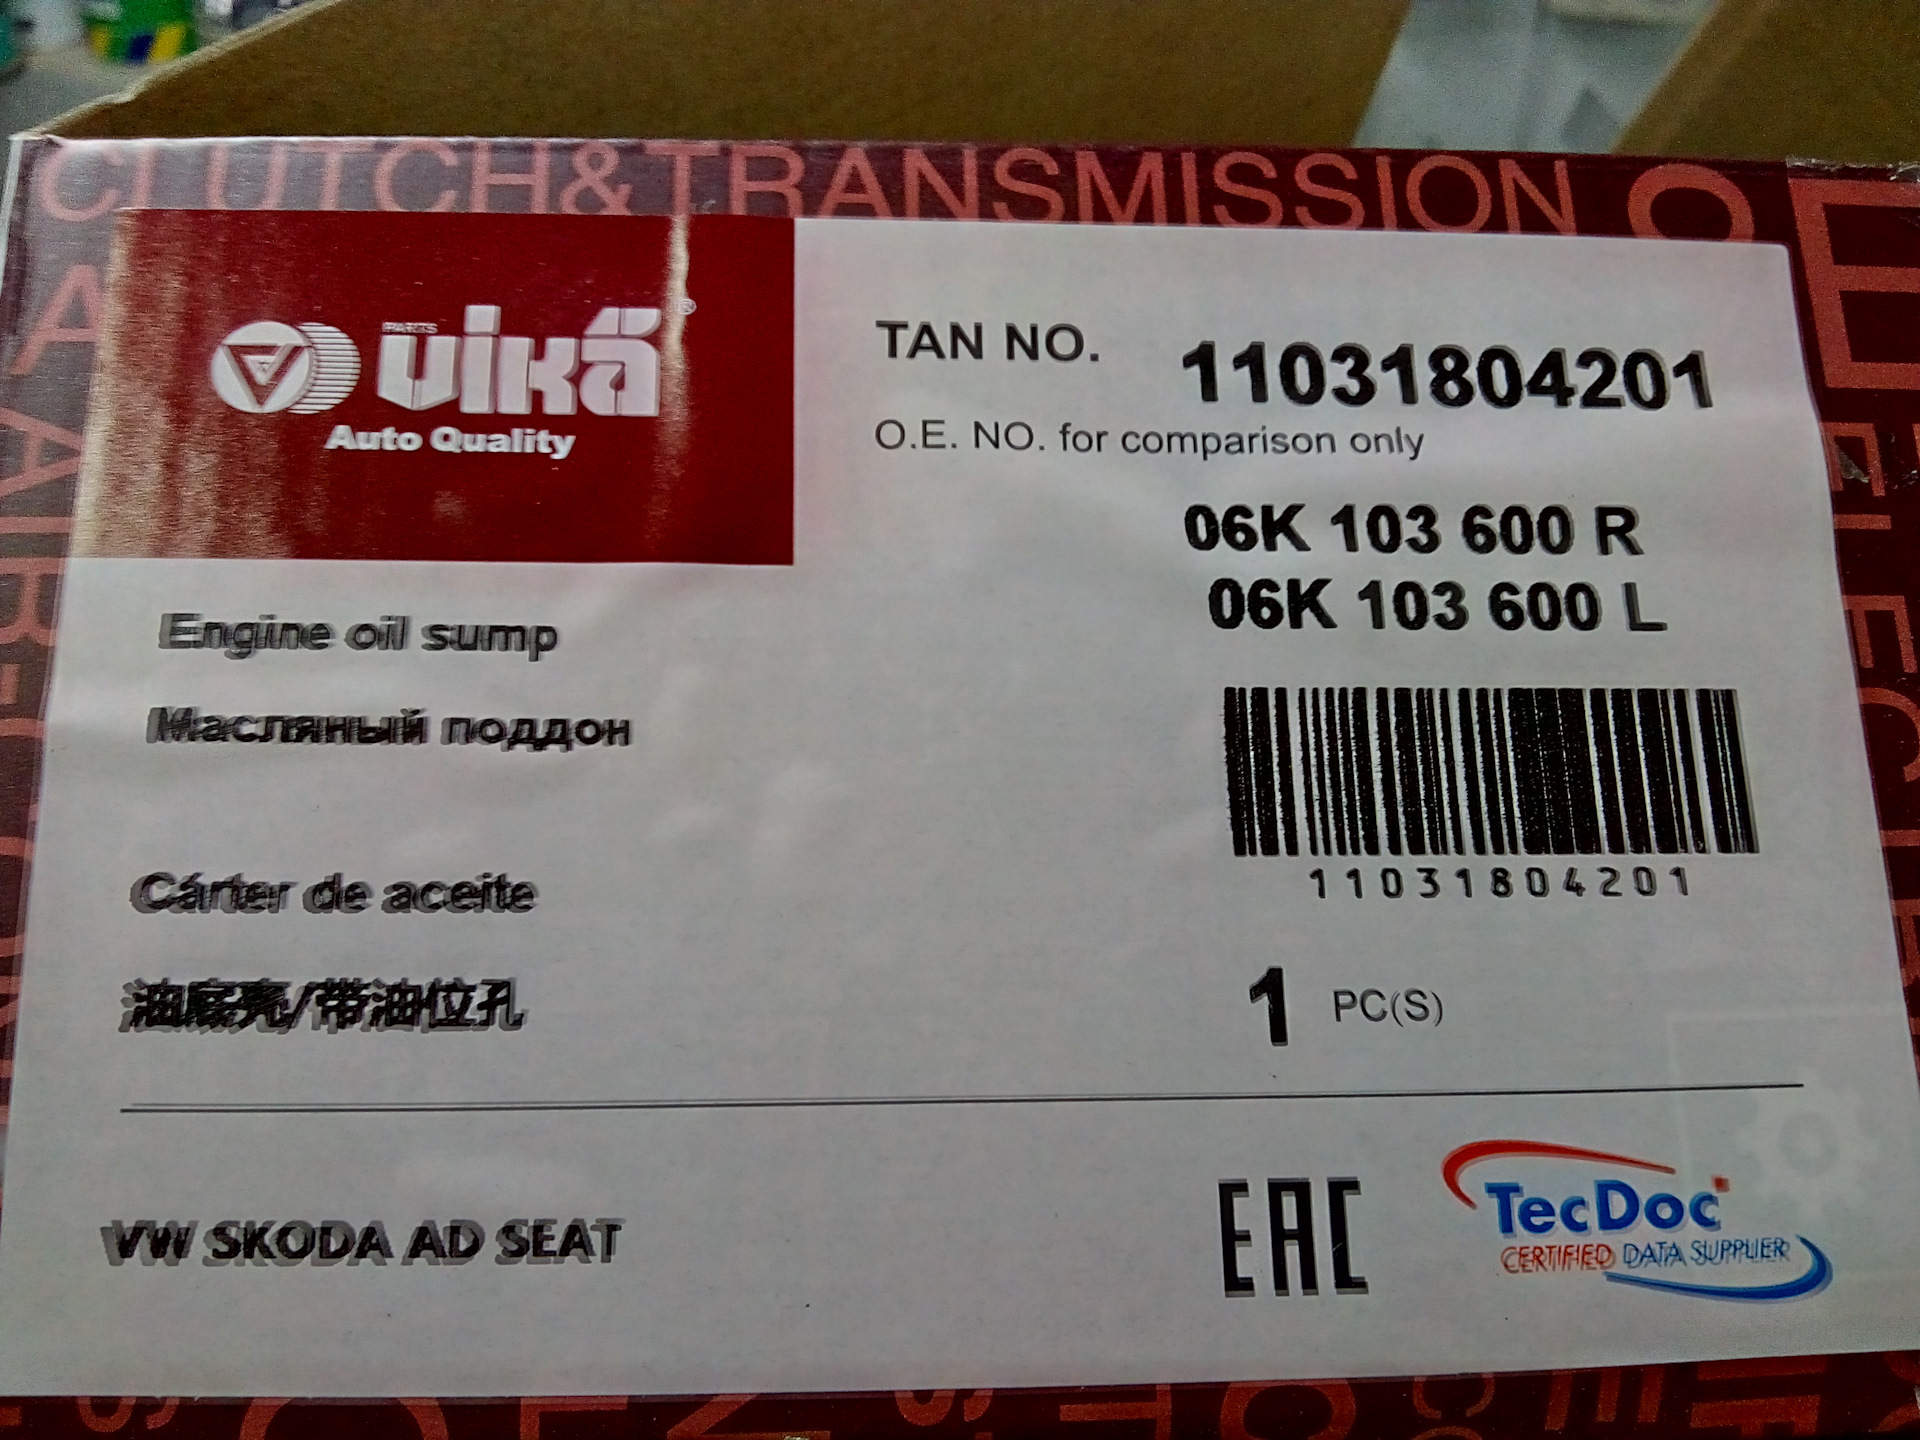 CLUTCH&TRANSMISSION
PARTS
vikä®
Auto Quality
TAN NO. 11031804201
O.E. NO. for comparison only
06K 103 600 R
06K 103 600 L
Engine oil sump
Масляный поддон
Cárter de aceite
油底壳/带油位孔
11031804201
1 PC(S)
VW SKODA AD SEAT
EAC
TecDoc
CERTIFIED DATA SUPPLIER